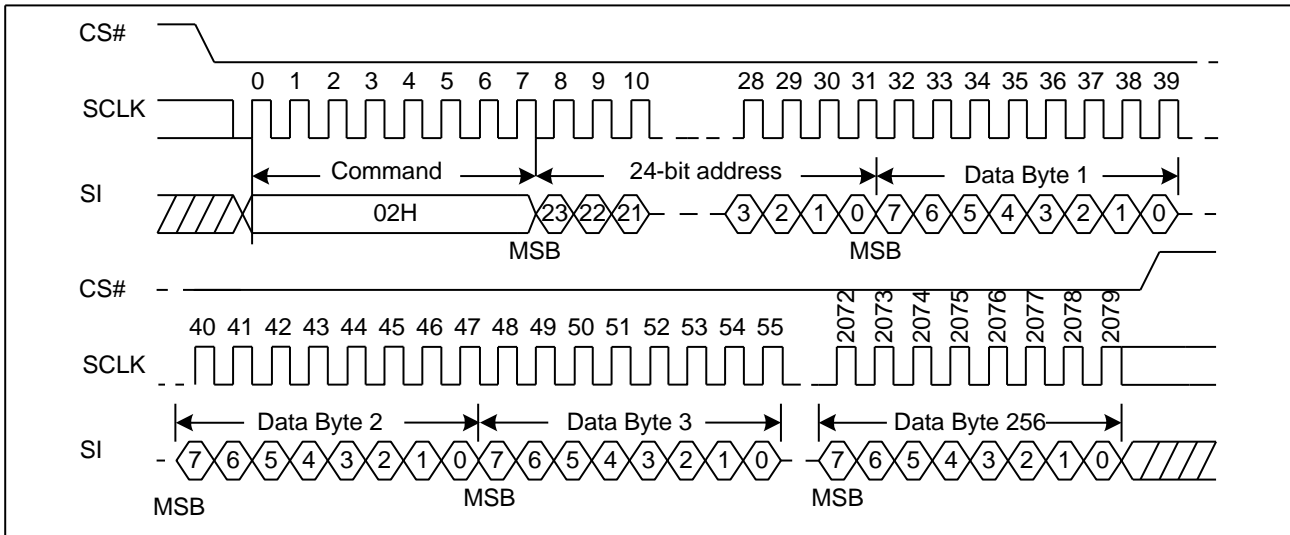 CS#
0 1 2 3 4 5 6 7 8 9 10 28 29 30 31 32 33 34 35 36 37 38 39
SCLK
Command 24-bit address Data Byte 1
SI
02H 23 22 21 3 2 1 0 7 6 5 4 3 2 1 0
MSB MSB
CS#
2072 2073 2074 2075 2076 2077 2078 2079
40 41 42 43 44 45 46 47 48 49 50 51 52 53 54 55
SCLK
Data Byte 2 Data Byte 3 Data Byte 256
SI
7 6 5 4 3 2 1 0 7 6 5 4 3 2 1 0 7 6 5 4 3 2 1 0
MSB MSB MSB